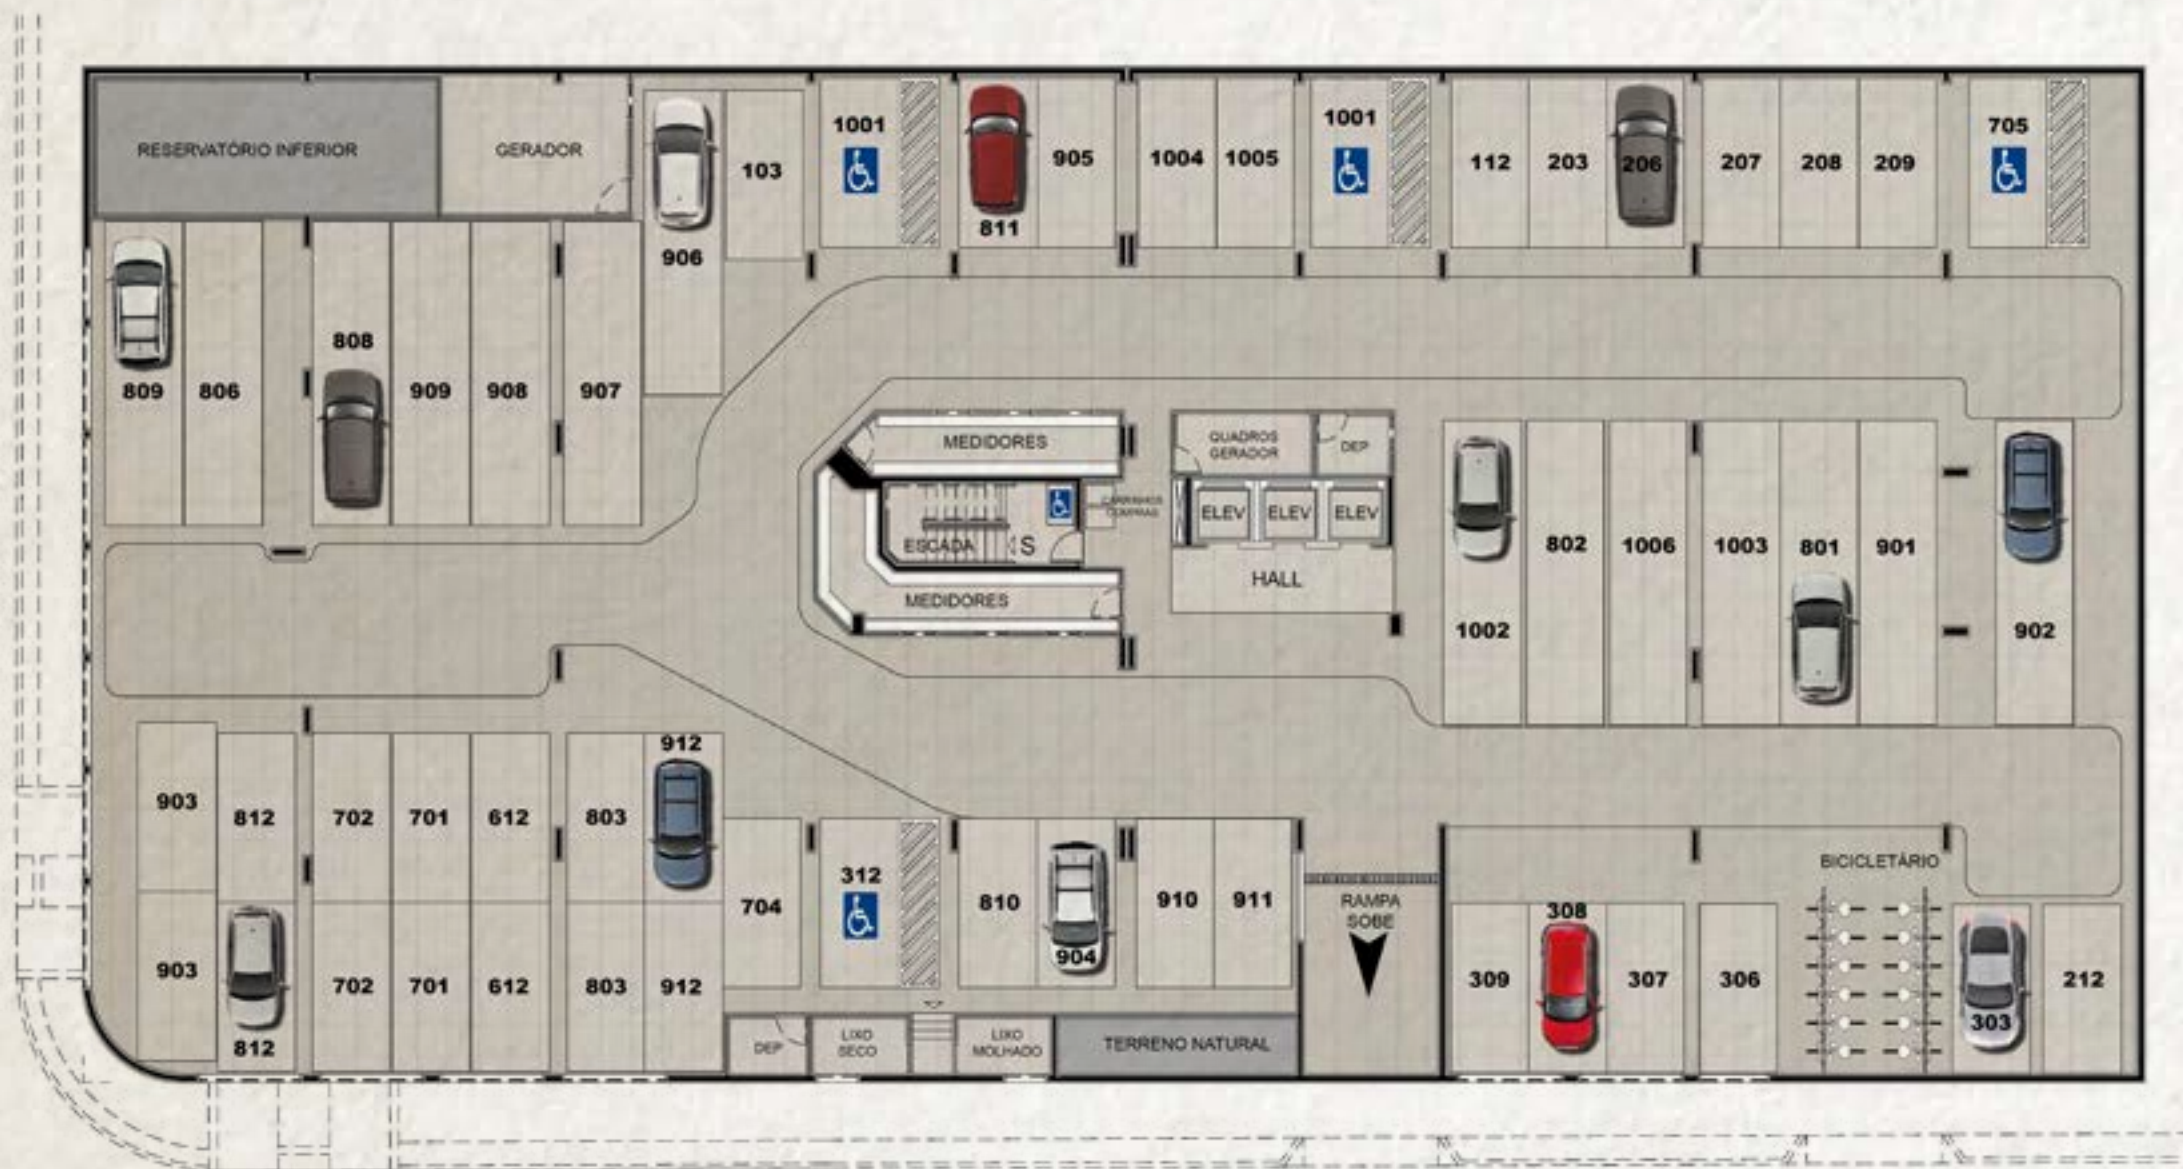 RESERVATÓRIO INFERIOR
GERADOR
906
103
1001
811
905
1004
1005
1001
112
203
206
207
208
209
705
809
806
808
909
908
907
MEDIDORES
QUADROS
GERADOR
DEP
CARRINHOS
COMPRAS
ESCADA
S
MEDIDORES
ELEV
ELEV
ELEV
HALL
1002
802
1006
1003
801
901
902
903
812
702
701
612
803
912
903
812
702
701
612
803
912
704
312
810
904
910
911
RAMPA
SOBE
309
308
307
306
BICICLETÁRIO
303
212
DEP
LIXO
SECO
LIXO
MOLHADO
TERRENO NATURAL